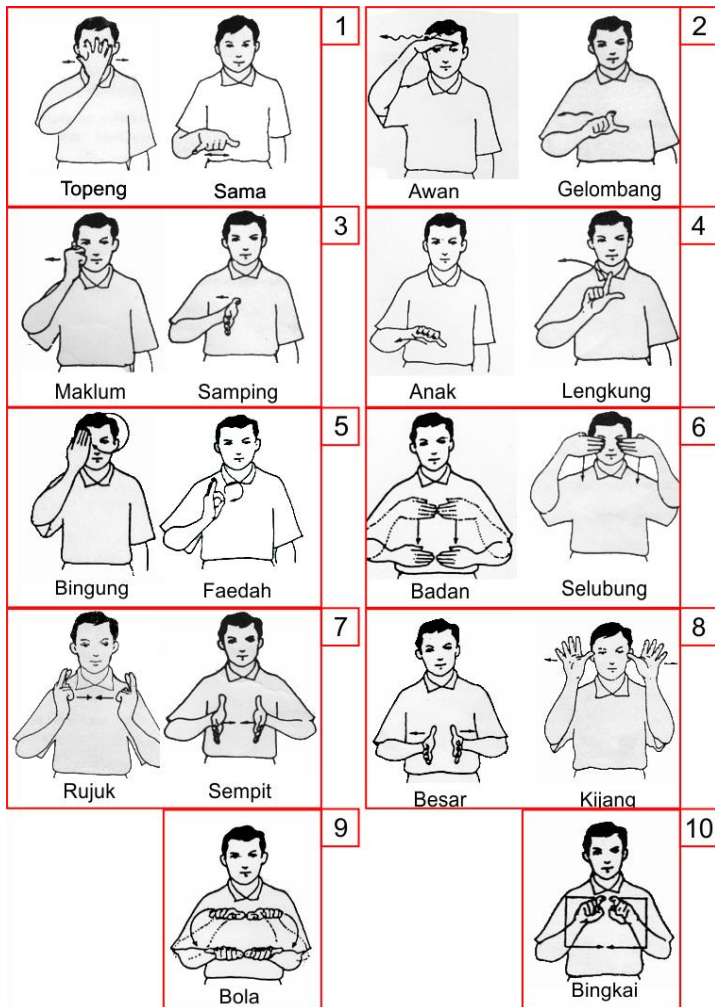 1
Topeng Sama
2
Awan Gelombang
3
Maklum Samping
4
Anak Lengkung
5
Bingung Faedah
6
Badan Selubung
7
Rujuk Sempit
8
Besar Kijang
9
Bola
10
Bingkai